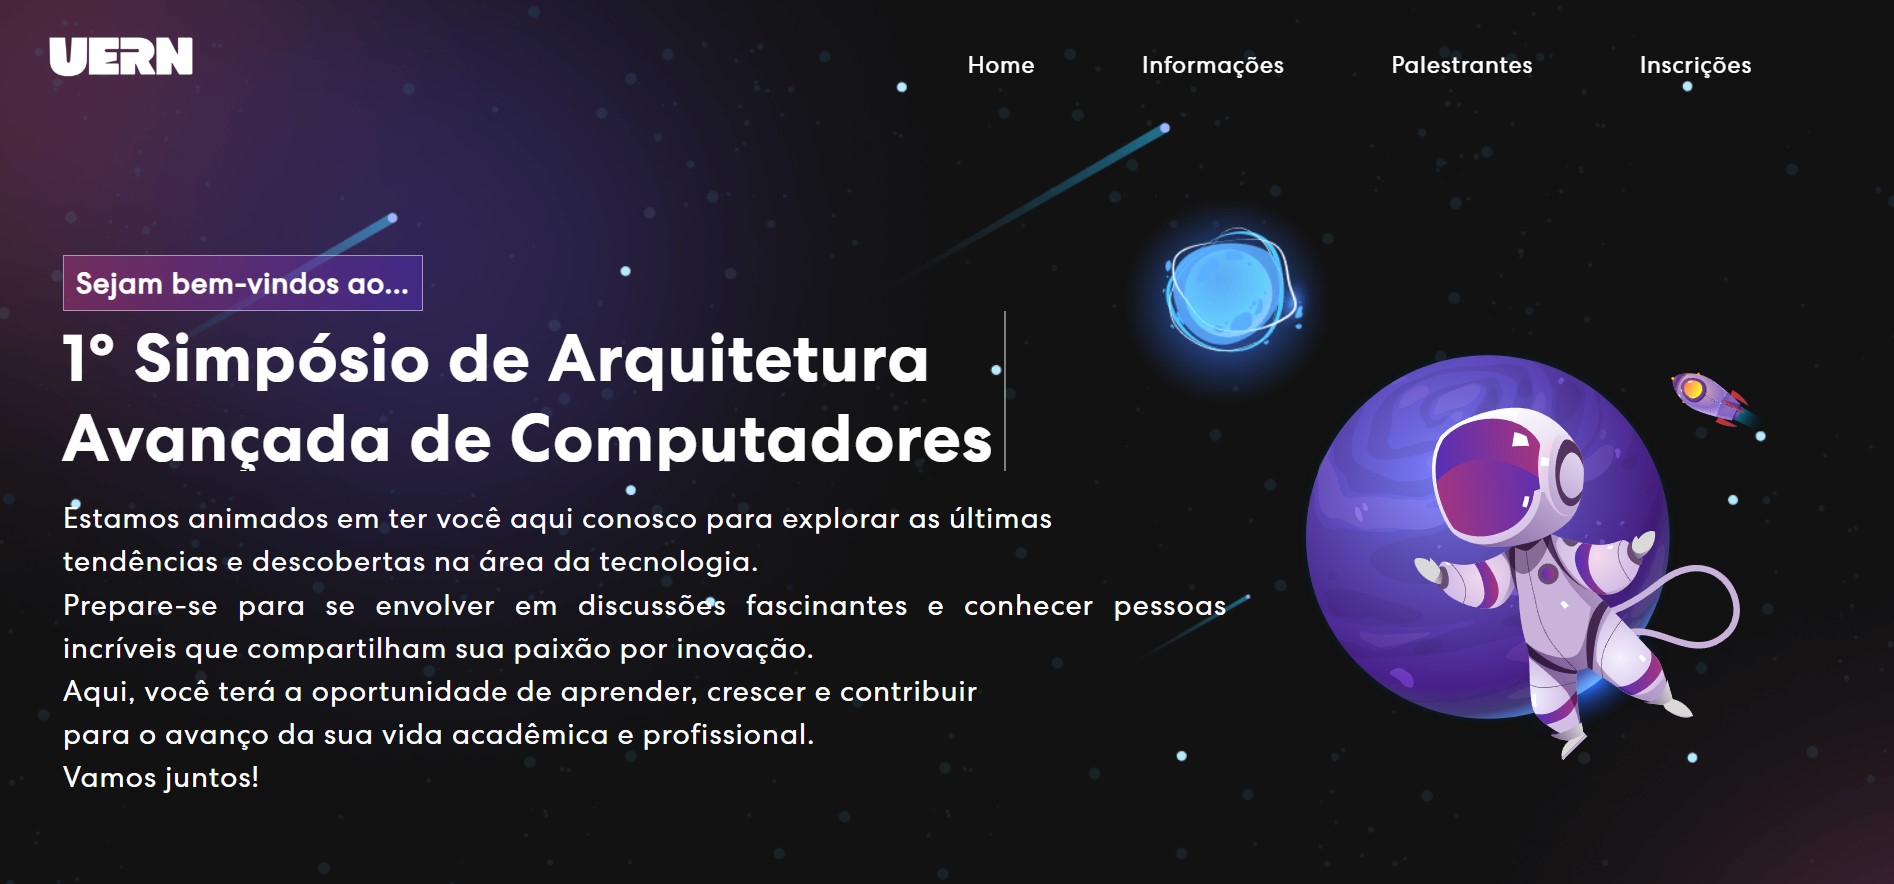 UERN
Home
Informações
Palestrantes
Inscrições
Sejam bem-vindos ao...
1º Simpósio de Arquitetura
Avançada de Computadores
Estamos animados em ter você aqui conosco para explorar as últimas
tendências e descobertas na área da tecnologia.
Prepare-se para se envolver em discussões fascinantes e conhecer pessoas
incríveis que compartilham sua paixão por inovação.
Aqui, você terá a oportunidade de aprender, crescer e contribuir
para o avanço da sua vida acadêmica e profissional.
Vamos juntos!